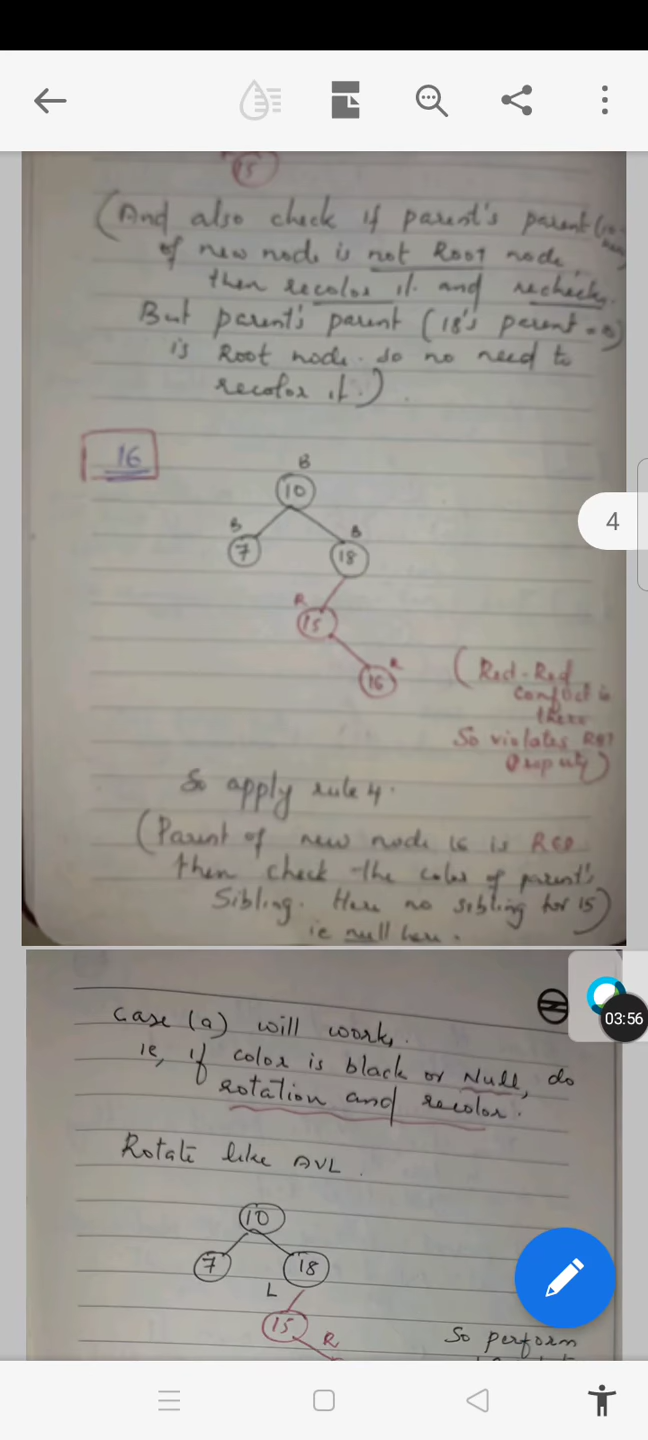 15
(And also check if parent's parent
of new node is not Root node,
then recolor it. and recheck.
But parent's parent (18's parent = 10)
is Root node. so no need to
recolor it.).
16
B
10
B
B
7
18
R
15
R
16
(Red-Red
conflict is
there
So violates RBT
Property)
4
So apply rule 4.
(Parent of new node 16 is RED
then check the color of parent's
Sibling. Here no sibling for 15)
ie null here.
Case (a) will work,
ie, if color is black or Null, do
rotation and recolor.
03:56
Rotate like AVL.
10
7
18
L
15
R
So perform